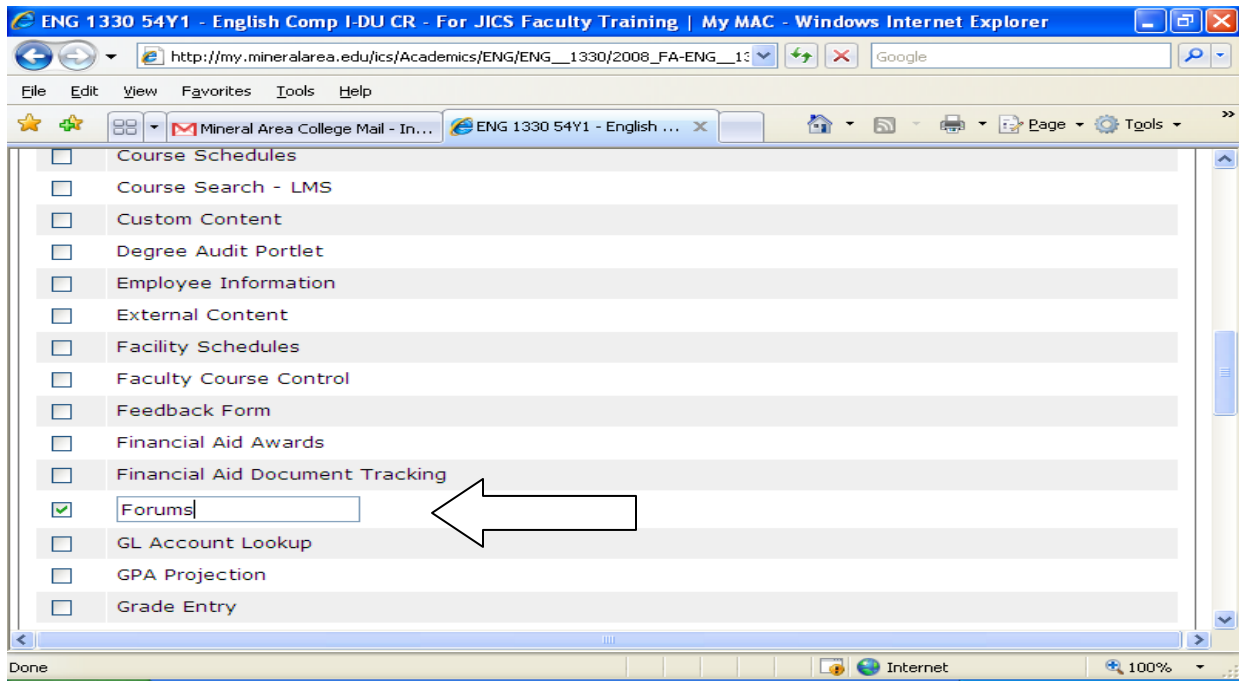 ENG 1330 54Y1 - English Comp I-DU CR - For JICS Faculty Training | My MAC - Windows Internet Explorer
http://my.mineralarea.edu/ics/Academics/ENG/ENG__1330/2008_FA-ENG__13
Google
File Edit View Favorites Tools Help
Mineral Area College Mail - In... ENG 1330 54Y1 - English ... Page Tools »
Course Schedules
Course Search - LMS
Custom Content
Degree Audit Portlet
Employee Information
External Content
Facility Schedules
Faculty Course Control
Feedback Form
Financial Aid Awards
Financial Aid Document Tracking
Forums
GL Account Lookup
GPA Projection
Grade Entry
Done Internet 100%